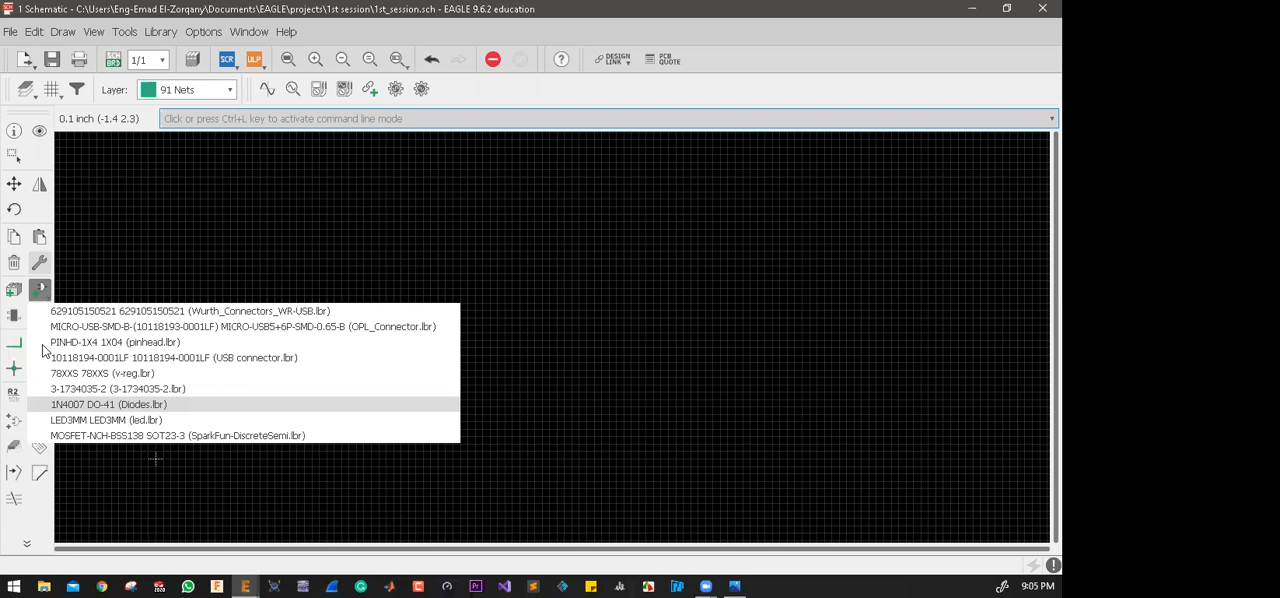 1 Schematic - C:\Users\Eng-Emad El-Zorqany\Documents\EAGLE\projects\1st session\1st_session.sch - EAGLE 9.6.2 education
File Edit Draw View Tools Library Options Window Help
SCH BRD 1/1 SCR ULP DESIGN LINK PCB QUOTE
Layer: 91 Nets
0.1 inch (-1.4 2.3) Click or press Ctrl+L key to activate command line mode
629105150521 629105150521 (Wurth_Connectors_WR-USB.lbr)
MICRO-USB-SMD-B-(10118193-0001LF) MICRO-USB5+6P-SMD-0.65-B (OPL_Connector.lbr)
PINHD-1X4 1X04 (pinhead.lbr)
10118194-0001LF 10118194-0001LF (USB connector.lbr)
78XXS 78XXS (v-reg.lbr)
3-1734035-2 (3-1734035-2.lbr)
R2
10k
1N4007 DO-41 (Diodes.lbr)
LED3MM LED3MM (led.lbr)
MOSFET-NCH-BSS138 SOT23-3 (SparkFun-DiscreteSemi.lbr)
9:05 PM